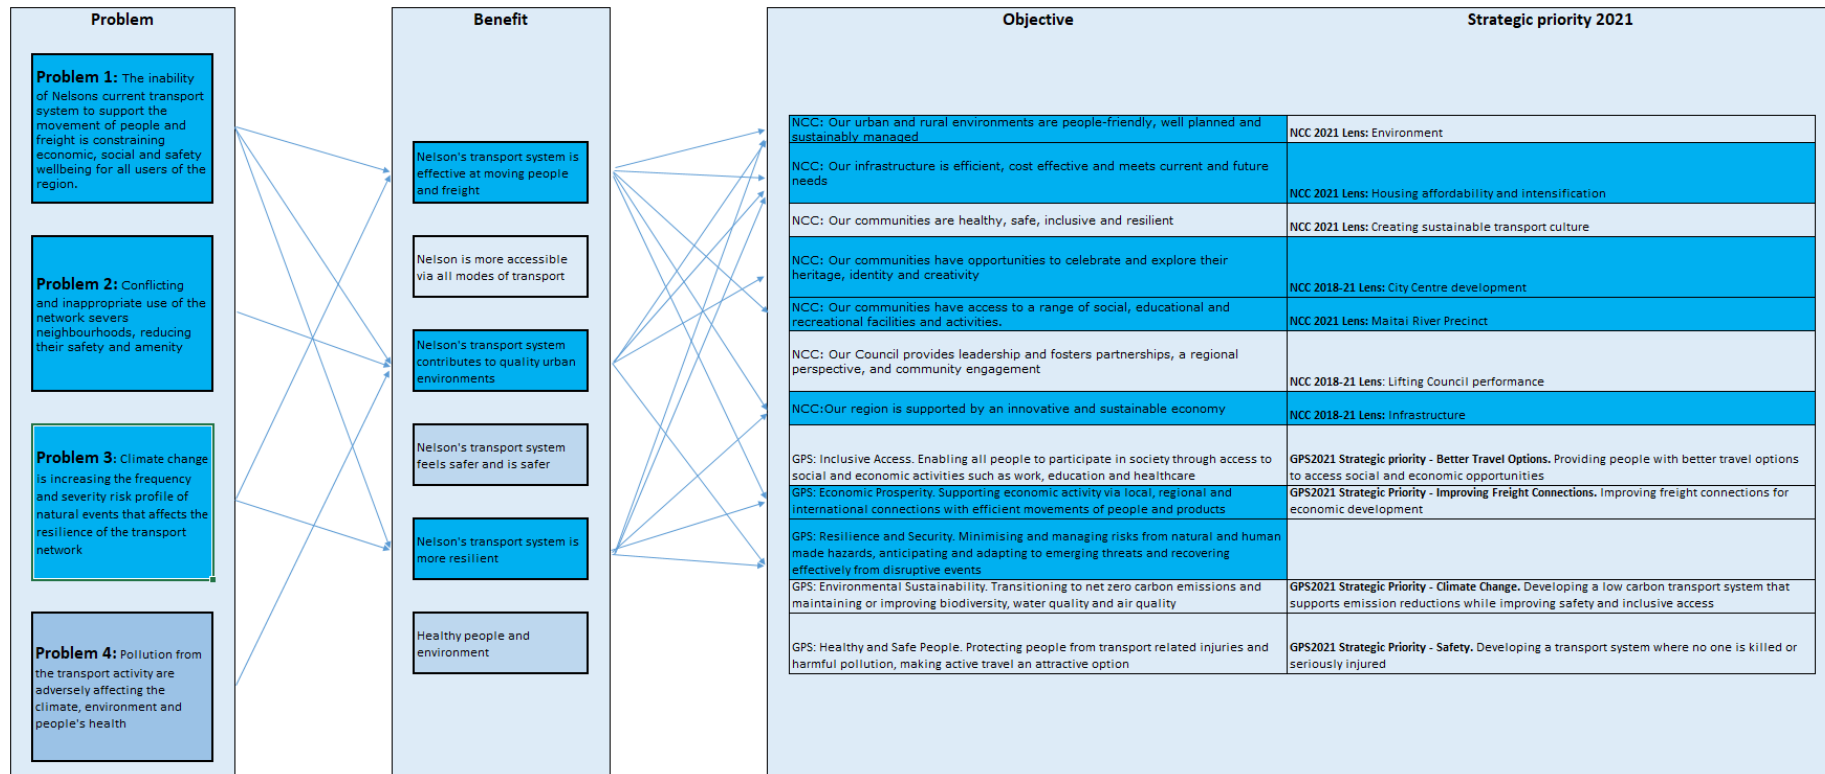 Problem
Problem 1: The inability
of Nelsons current transport
system to support the
movement of people and
freight is constraining
economic, social and safety
wellbeing for all users of the
region.
Problem 2: Conflicting
and inappropriate use of the
network severs
neighbourhoods, reducing
their safety and amenity
Problem 3: Climate change
is increasing the frequency
and severity risk profile of
natural events that affects the
resilience of the transport
network
Problem 4: Pollution from
the transport activity are
adversely affecting the
climate, environment and
people's health
Benefit
Nelson's transport system is
effective at moving people
and freight
Nelson is more accessible
via all modes of transport
Nelson's transport system
contributes to quality urban
environments
Nelson's transport system
feels safer and is safer
Nelson's transport system is
more resilient
Healthy people and
environment
Objective
Strategic priority 2021
NCC: Our urban and rural environments are people-friendly, well planned and
sustainably managed
NCC 2021 Lens: Environment
NCC: Our infrastructure is efficient, cost effective and meets current and future
needs
NCC 2021 Lens: Housing affordability and intensification
NCC: Our communities are healthy, safe, inclusive and resilient
NCC 2021 Lens: Creating sustainable transport culture
NCC: Our communities have opportunities to celebrate and explore their
heritage, identity and creativity
NCC 2018-21 Lens: City Centre development
NCC: Our communities have access to a range of social, educational and
recreational facilities and activities.
NCC 2021 Lens: Maitai River Precinct
NCC: Our Council provides leadership and fosters partnerships, a regional
perspective, and community engagement
NCC 2018-21 Lens: Lifting Council performance
NCC:Our region is supported by an innovative and sustainable economy
NCC 2018-21 Lens: Infrastructure
GPS: Inclusive Access. Enabling all people to participate in society through access to
social and economic activities such as work, education and healthcare
GPS2021 Strategic priority - Better Travel Options. Providing people with better travel options
to access social and economic opportunities
GPS: Economic Prosperity. Supporting economic activity via local, regional and
international connections with efficient movements of people and products
GPS2021 Strategic Priority - Improving Freight Connections. Improving freight connections for
economic development
GPS: Resilience and Security. Minimising and managing risks from natural and human
made hazards, anticipating and adapting to emerging threats and recovering
effectively from disruptive events
GPS: Environmental Sustainability. Transitioning to net zero carbon emissions and
maintaining or improving biodiversity, water quality and air quality
GPS2021 Strategic Priority - Climate Change. Developing a low carbon transport system that
supports emission reductions while improving safety and inclusive access
GPS: Healthy and Safe People. Protecting people from transport related injuries and
harmful pollution, making active travel an attractive option
GPS2021 Strategic Priority - Safety. Developing a transport system where no one is killed or
seriously injured